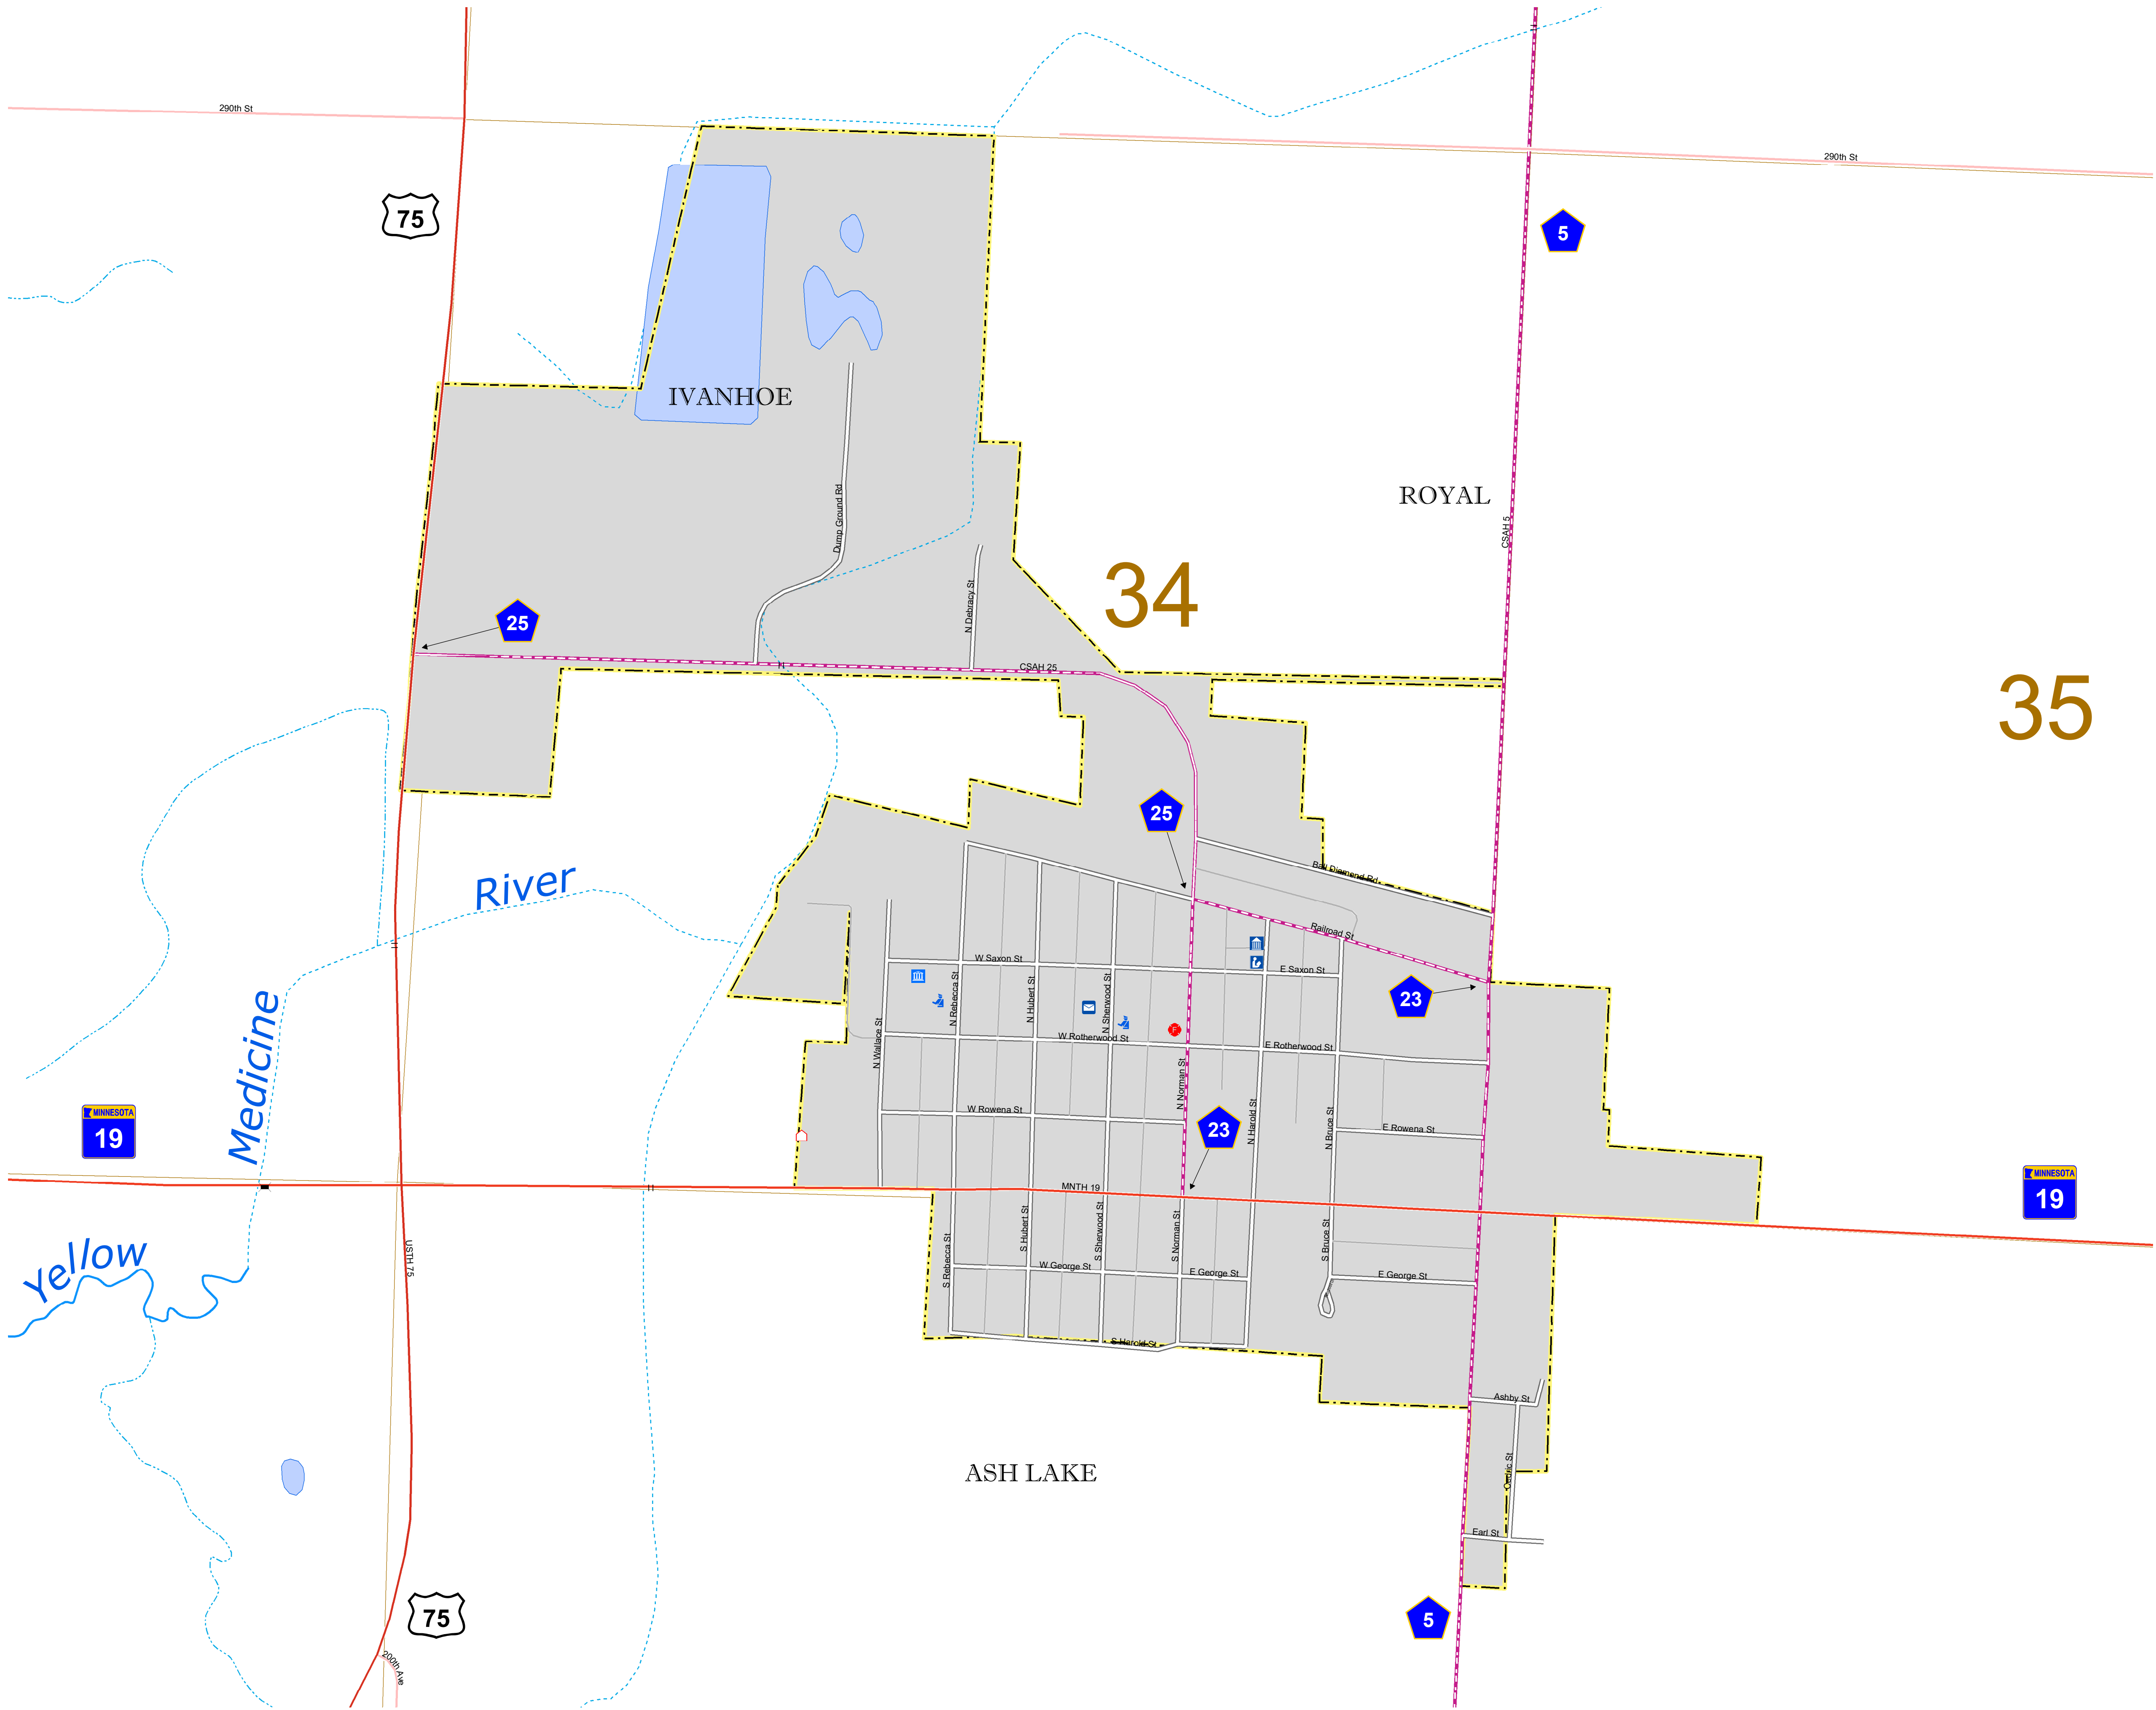 290th St
290th St
75
5
IVANHOE
ROYAL
Dump Ground Rd
CSAH 5
34
N Debracy St
25
CSAH 25
35
25
Ball Diamond Rd
River
Railroad St
W Saxon St
E Saxon St
N Rebecca St
N Hubert St
N Sherwood St
23
F
Medicine
N Wallace St
W Rotherwood St
E Rotherwood St
N Norman St
MINNESOTA
19
W Rowena St
23
N Harold St
N Bruce St
E Rowena St
MINNESOTA
19
MNTH 19
Yellow
USTH 75
S Rebecca St
S Hubert St
S Sherwood St
S Norman St
S Bruce St
W George St
E George St
E George St
S Harold St
Ashby St
ASH LAKE
Cedric St
Earl St
75
5
200th Ave